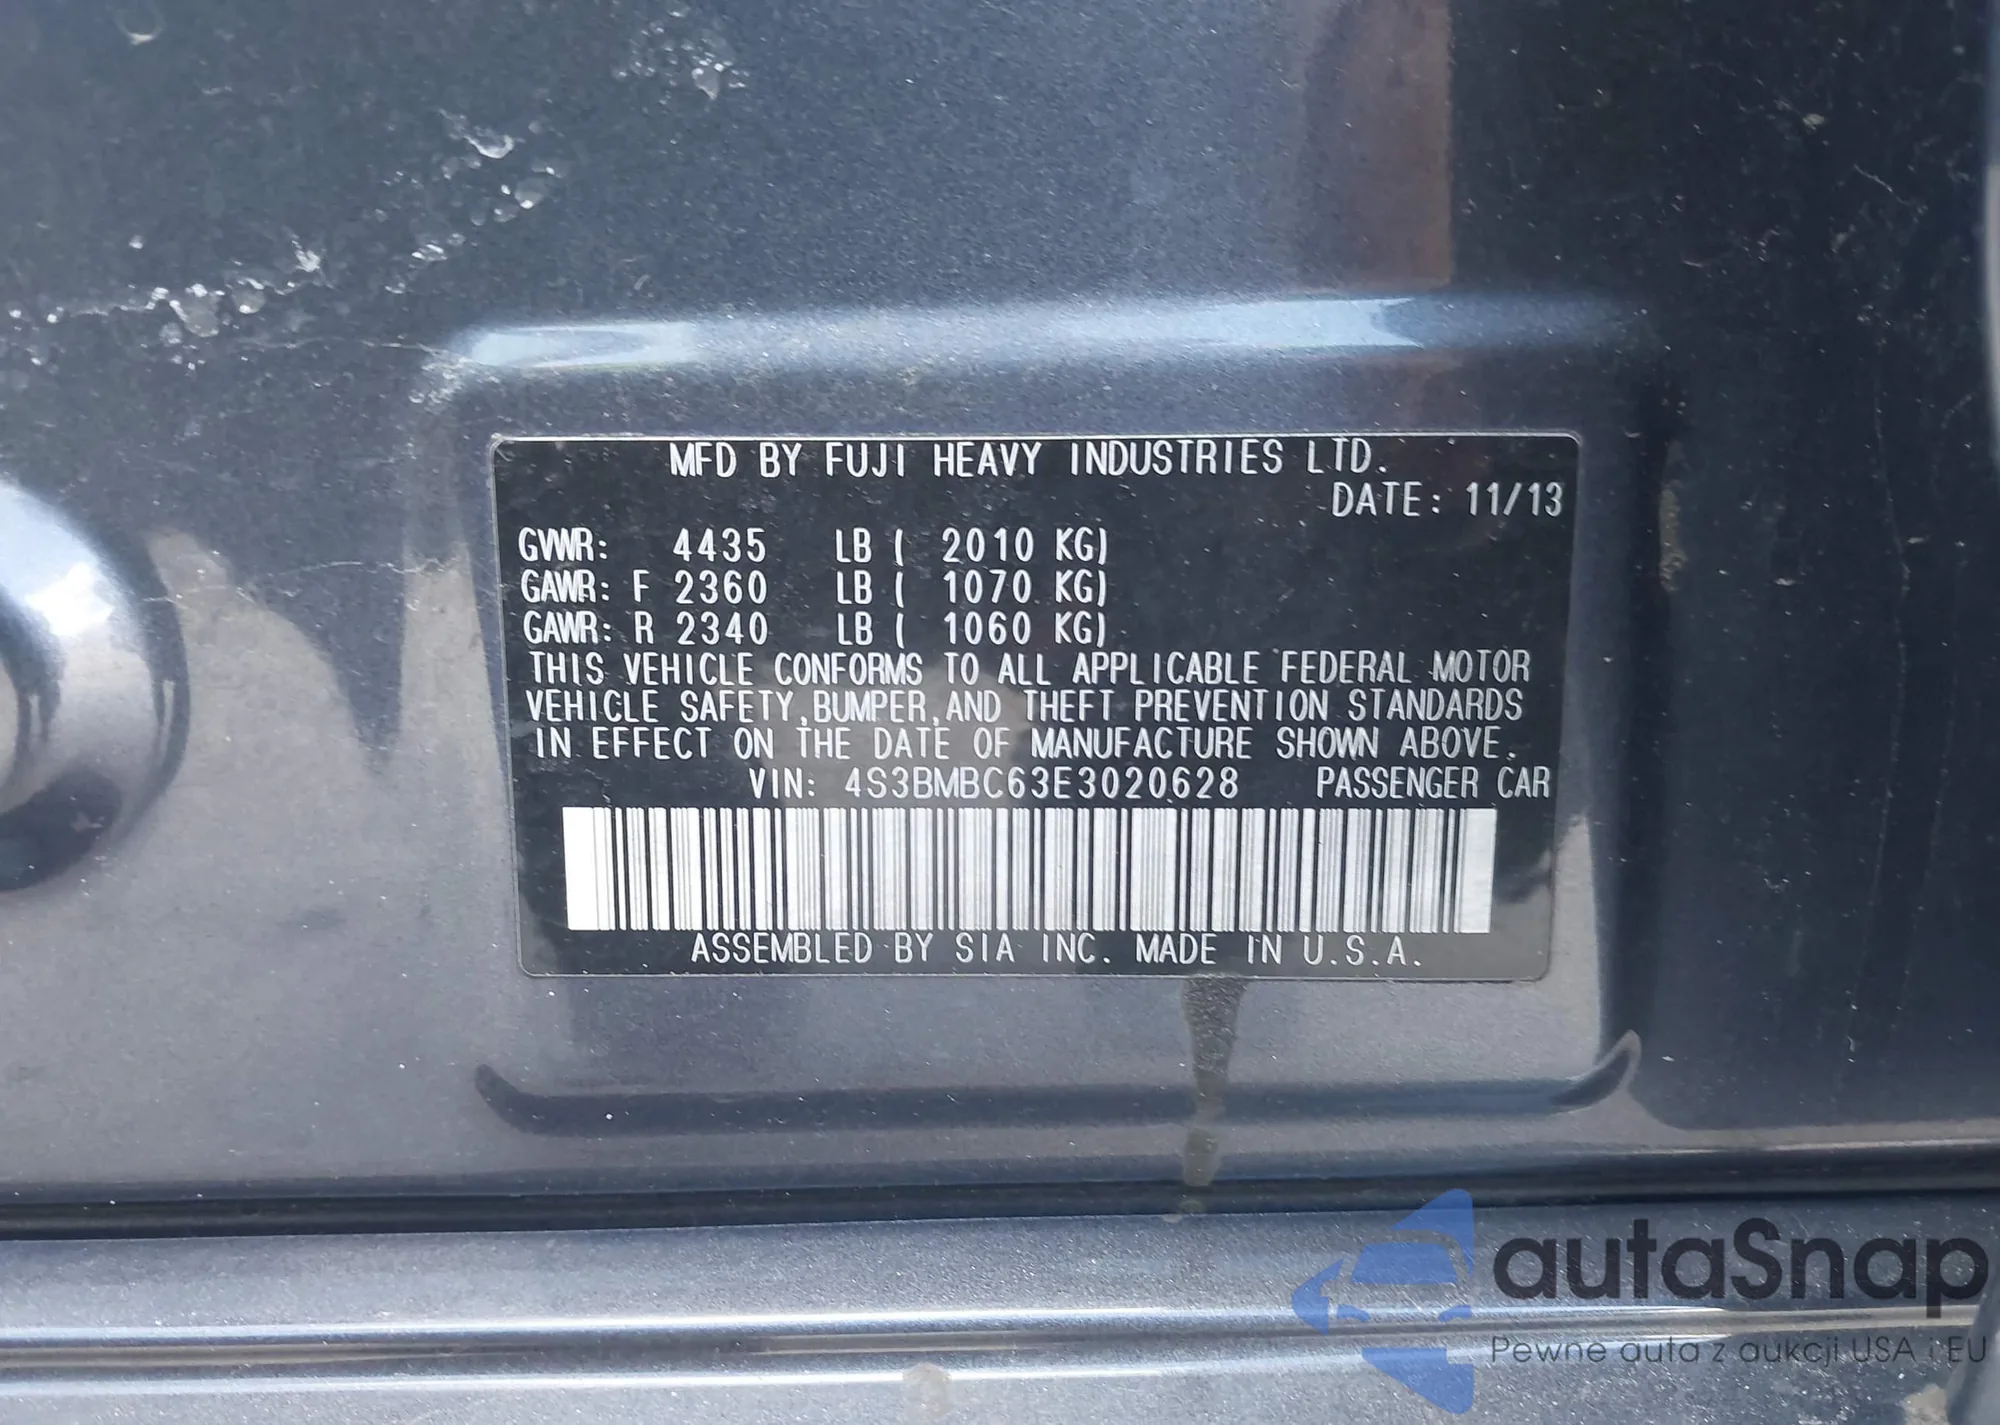 MFD BY FUJI HEAVY INDUSTRIES LTD.
DATE: 11/13
GVWR: 4435 LB ( 2010 KG)
GAWR: F 2360 LB ( 1070 KG)
GAWR: R 2340 LB ( 1060 KG)
THIS VEHICLE CONFORMS TO ALL APPLICABLE FEDERAL MOTOR
VEHICLE SAFETY,BUMPER,AND THEFT PREVENTION STANDARDS
IN EFFECT ON THE DATE OF MANUFACTURE SHOWN ABOVE.
VIN: 4S3BMBC63E3020628 PASSENGER CAR
ASSEMBLED BY SIA INC. MADE IN U.S.A.
autaSnap
Pewne auta z aukcji USA i EU